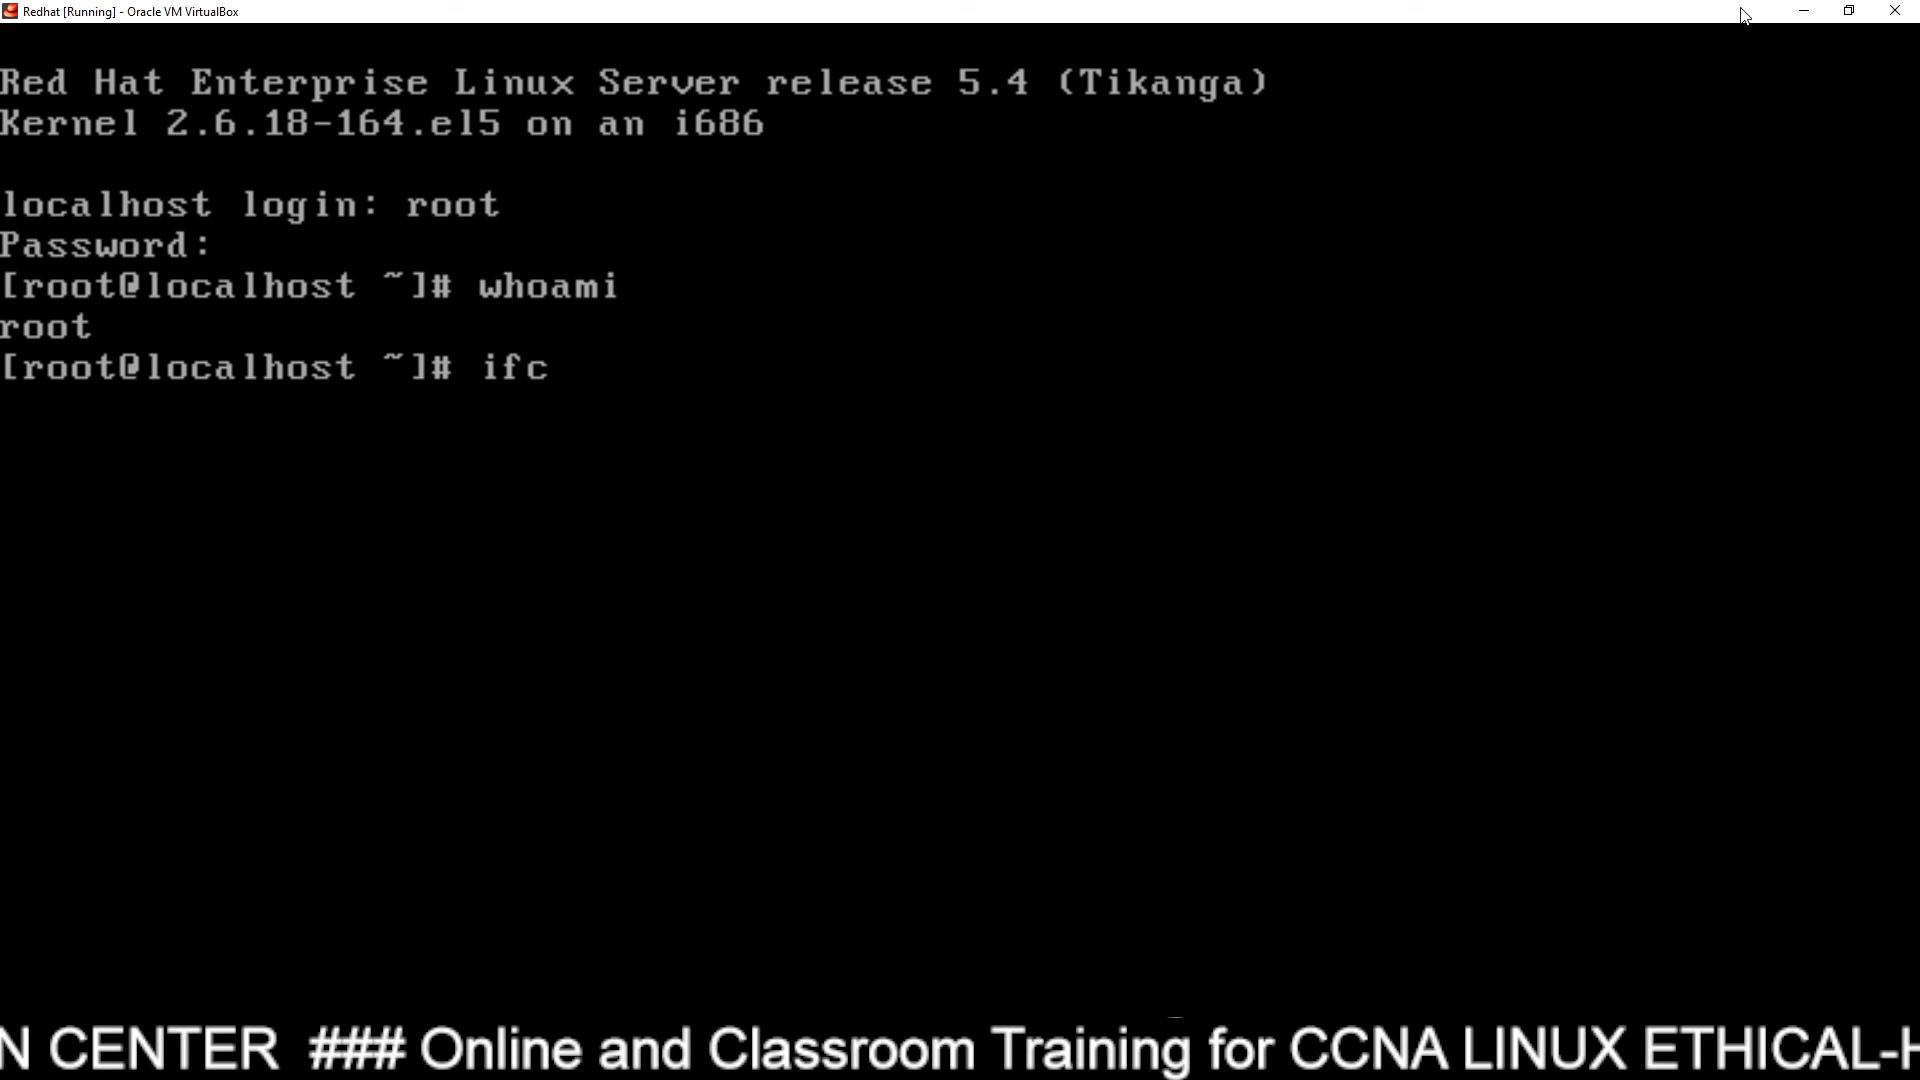 Redhat [Running] - Oracle VM VirtualBox
Red Hat Enterprise Linux Server release 5.4 (Tikanga)
Kernel 2.6.18-164.el5 on an i686
localhost login: root
Password:
[root@localhost ~]# whoami
root
[root@localhost ~]# ifc
N CENTER ### Online and Classroom Training for CCNA LINUX ETHICAL-H